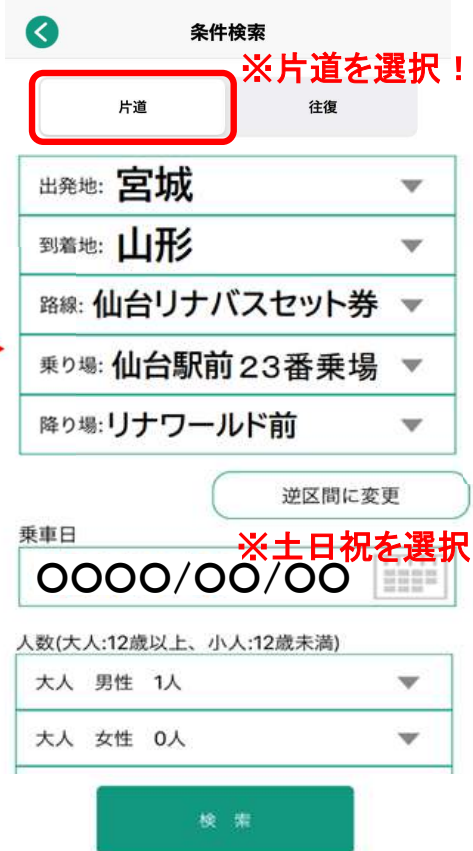 条件検索
※片道を選択！
片道
往復
出発地: 宮城
到着地: 山形
路線: 仙台リナバスセット券
乗り場: 仙台駅前23番乗場
降り場: リナワールド前
逆区間に変更
乗車日
※土日祝を選択
○○○○/○○/○○
人数(大人:12歳以上、小人:12歳未満)
大人 男性 1人
大人 女性 0人
検 索